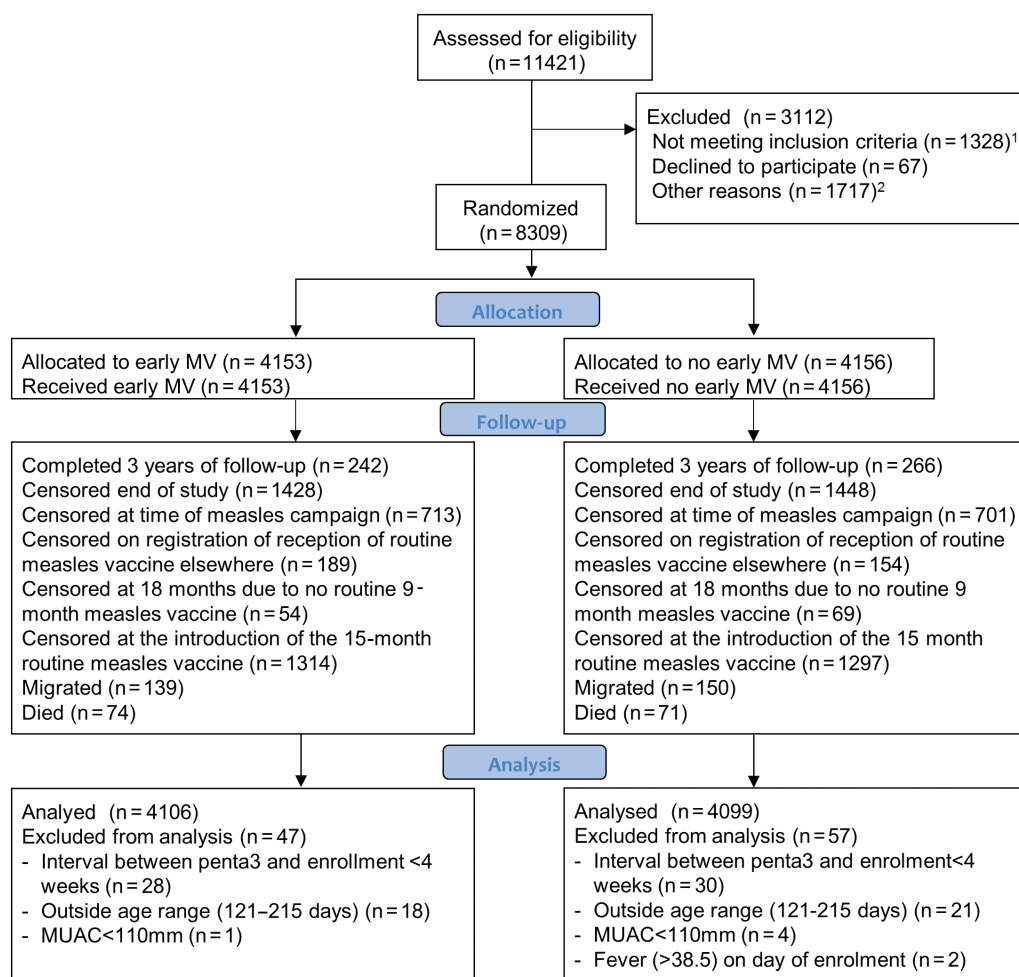 Assessed for eligibility
(n=11421)
Excluded (n=3112)
Not meeting inclusion criteria (n=1328)¹
Declined to participate (n=67)
Other reasons (n=1717)²
Randomized
(n=8309)
Allocation
Allocated to early MV (n=4153)
Received early MV (n=4153)
Allocated to no early MV (n=4156)
Received no early MV (n=4156)
Follow-up
Completed 3 years of follow-up (n=242)
Censored end of study (n=1428)
Censored at time of measles campaign (n=713)
Censored on registration of reception of routine
measles vaccine elsewhere (n=189)
Censored at 18 months due to no routine 9-
month measles vaccine (n=54)
Censored at the introduction of the 15-month
routine measles vaccine (n=1314)
Migrated (n=139)
Died (n=74)
Completed 3 years of follow-up (n=266)
Censored end of study (n=1448)
Censored at time of measles campaign (n=701)
Censored on registration of reception of routine
measles vaccine elsewhere (n=154)
Censored at 18 months due to no routine 9
month measles vaccine (n=69)
Censored at the introduction of the 15 month
routine measles vaccine (n=1297)
Migrated (n=150)
Died (n=71)
Analysis
Analyed (n=4106)
Excluded from analysis (n=47)
- Interval between penta3 and enrollment <4
weeks (n=28)
- Outside age range (121–215 days) (n=18)
- MUAC<110mm (n=1)
Analysed (n=4099)
Excluded from analysis (n=57)
- Interval between penta3 and enrolment<4
weeks (n=30)
- Outside age range (121-215 days) (n=21)
- MUAC<110mm (n=4)
- Fever (>38.5) on day of enrolment (n=2)